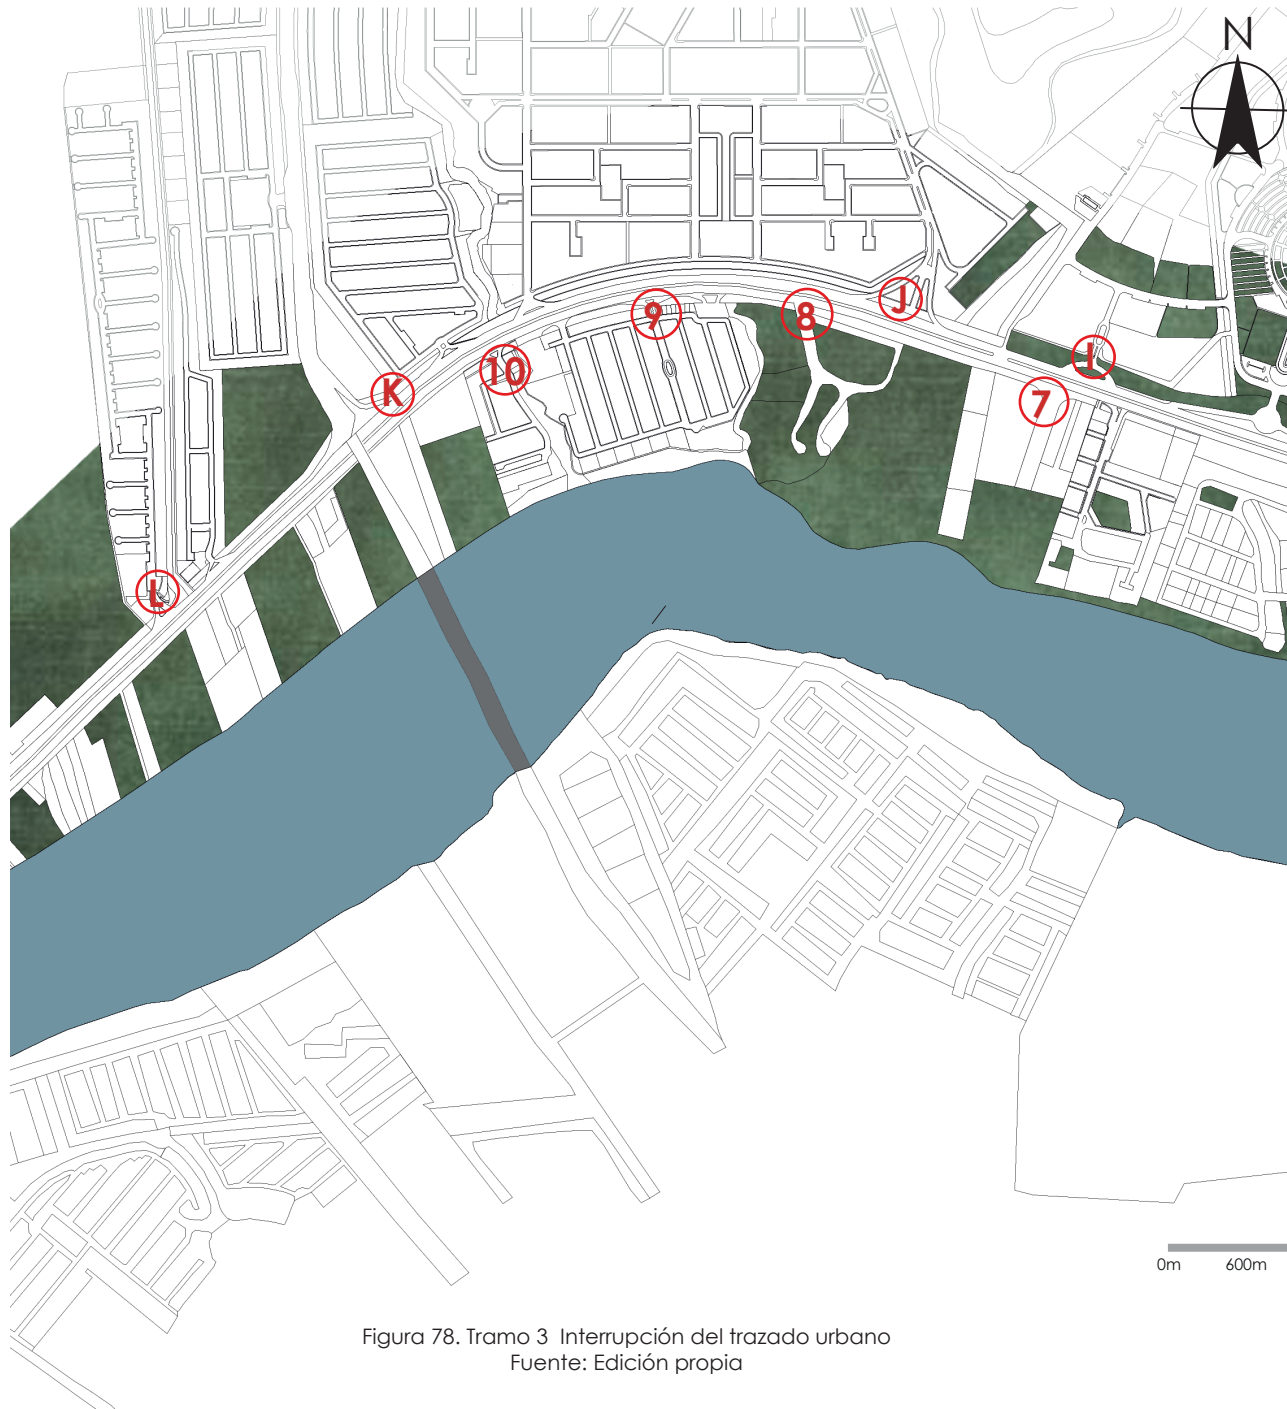 N
J
9
8
I
10
K
7
L
0m 600m
Figura 78. Tramo 3 Interrupción del trazado urbano
Fuente: Edición propia